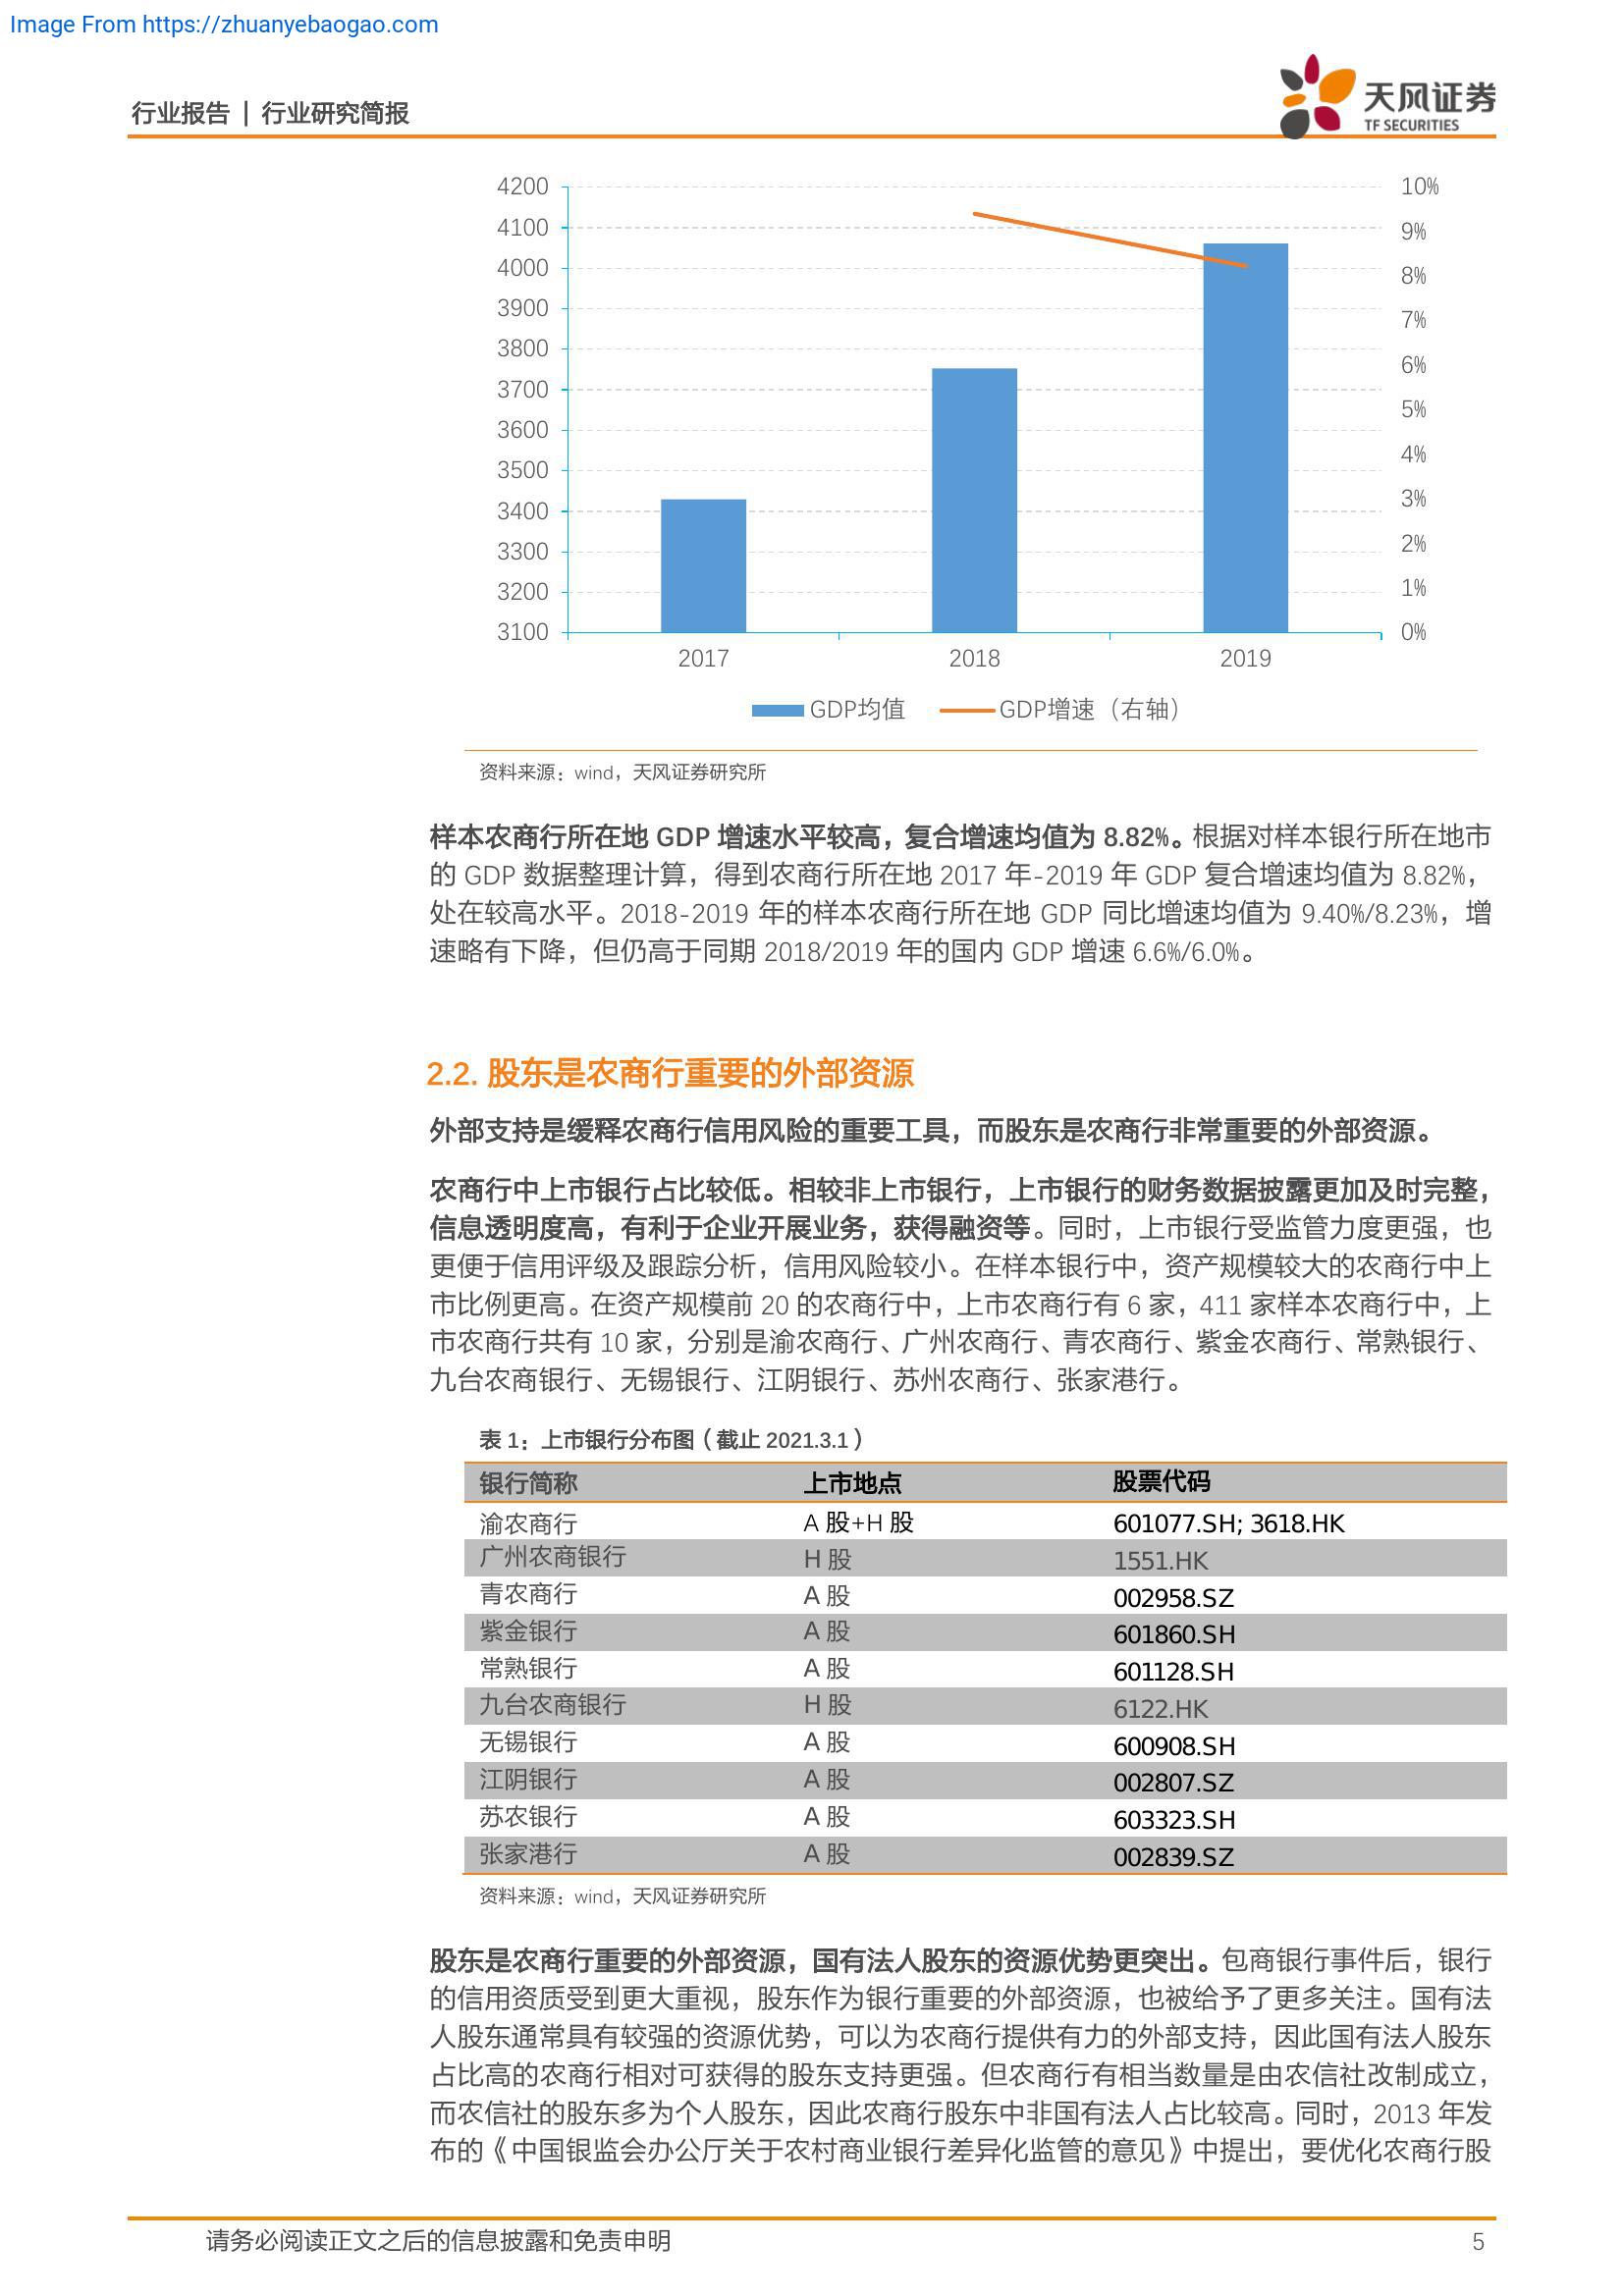 Image From https://zhuanyebaogao.com
行业报告 | 行业研究简报
天风证券
TF SECURITIES
4200
4100
4000
3900
3800
3700
3600
3500
3400
3300
3200
3100
10%
9%
8%
7%
6%
5%
4%
3%
2%
1%
0%
2017 2018 2019
GDP均值 GDP增速（右轴）
资料来源：wind，天风证券研究所
样本农商行所在地 GDP 增速水平较高，复合增速均值为 8.82%。根据对样本银行所在地市
的 GDP 数据整理计算，得到农商行所在地 2017 年-2019 年 GDP 复合增速均值为 8.82%，
处在较高水平。2018-2019 年的样本农商行所在地 GDP 同比增速均值为 9.40%/8.23%，增
速略有下降，但仍高于同期 2018/2019 年的国内 GDP 增速 6.6%/6.0%。
2.2. 股东是农商行重要的外部资源
外部支持是缓释农商行信用风险的重要工具，而股东是农商行非常重要的外部资源。
农商行中上市银行占比较低。相较非上市银行，上市银行的财务数据披露更加及时完整，
信息透明度高，有利于企业开展业务，获得融资等。同时，上市银行受监管力度更强，也
更便于信用评级及跟踪分析，信用风险较小。在样本银行中，资产规模较大的农商行中上
市比例更高。在资产规模前 20 的农商行中，上市农商行有 6 家，411 家样本农商行中，上
市农商行共有 10 家，分别是渝农商行、广州农商行、青农商行、紫金农商行、常熟银行、
九台农商银行、无锡银行、江阴银行、苏州农商行、张家港行。
表 1：上市银行分布图（截止 2021.3.1）
银行简称 上市地点 股票代码
渝农商行 A 股+H 股 601077.SH; 3618.HK
广州农商银行 H 股 1551.HK
青农商行 A 股 002958.SZ
紫金银行 A 股 601860.SH
常熟银行 A 股 601128.SH
九台农商银行 H 股 6122.HK
无锡银行 A 股 600908.SH
江阴银行 A 股 002807.SZ
苏农银行 A 股 603323.SH
张家港行 A 股 002839.SZ
资料来源：wind，天风证券研究所
股东是农商行重要的外部资源，国有法人股东的资源优势更突出。包商银行事件后，银行
的信用资质受到更大重视，股东作为银行重要的外部资源，也被给予了更多关注。国有法
人股东通常具有较强的资源优势，可以为农商行提供有力的外部支持，因此国有法人股东
占比高的农商行相对可获得的股东支持更强。但农商行有相当数量是由农信社改制成立，
而农信社的股东多为个人股东，因此农商行股东中非国有法人占比较高。同时，2013 年发
布的《中国银监会办公厅关于农村商业银行差异化监管的意见》中提出，要优化农商行股
请务必阅读正文之后的信息披露和免责申明 5